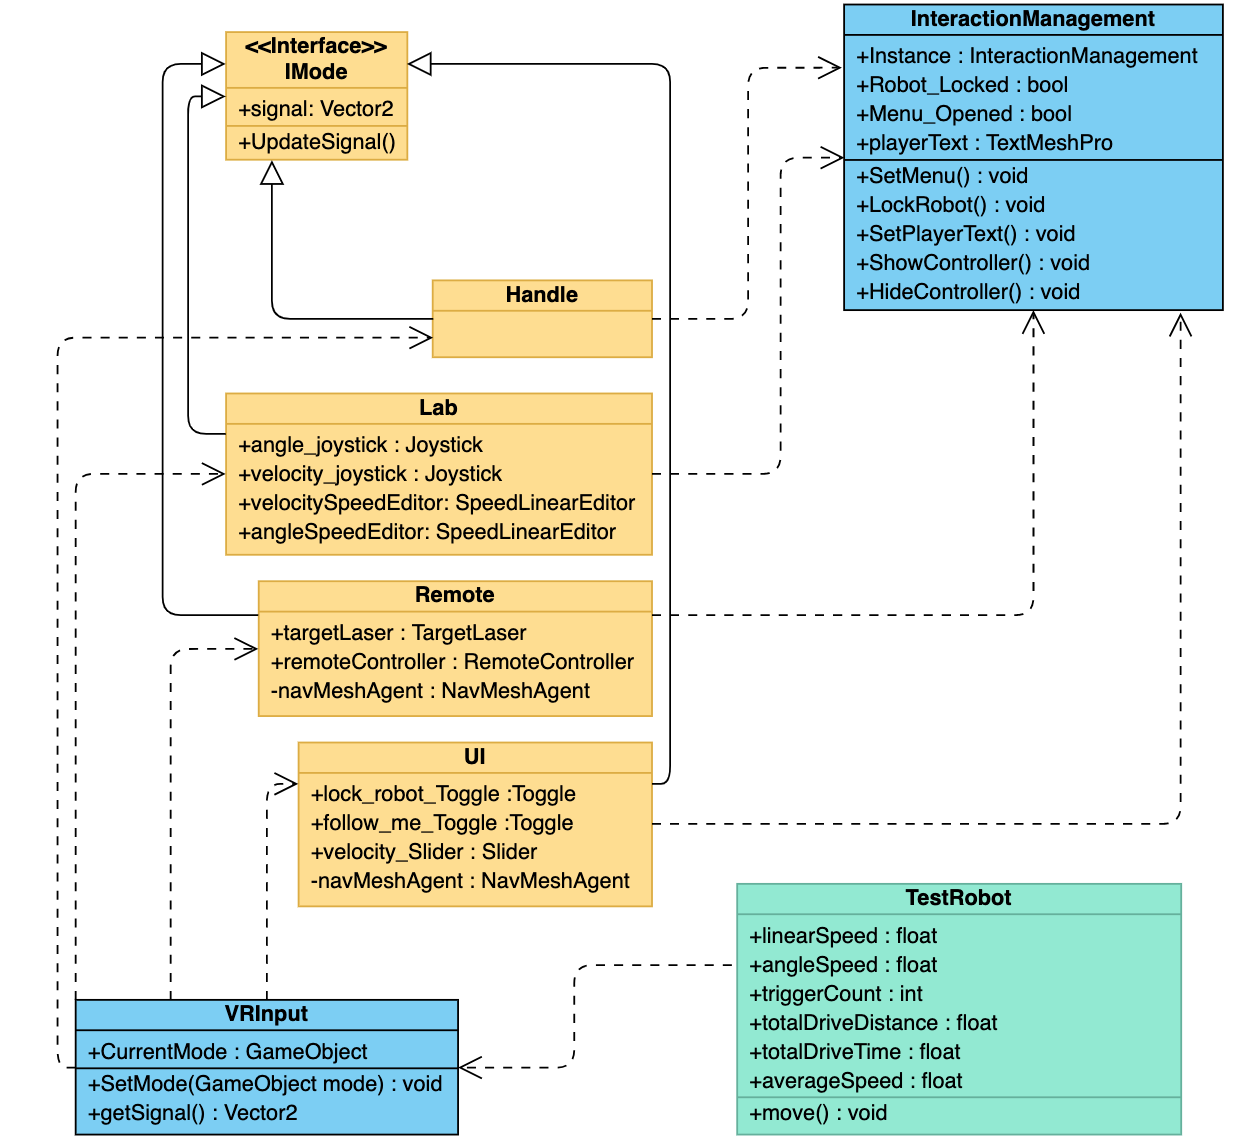 <<Interface>>
IMode
+signal: Vector2
+UpdateSignal()
InteractionManagement
+Instance : InteractionManagement
+Robot_Locked : bool
+Menu_Opened : bool
+playerText : TextMeshPro
+SetMenu() : void
+LockRobot() : void
+SetPlayerText() : void
+ShowController() : void
+HideController() : void
Handle
Lab
+angle_joystick : Joystick
+velocity_joystick : Joystick
+velocitySpeedEditor: SpeedLinearEditor
+angleSpeedEditor: SpeedLinearEditor
Remote
+targetLaser : TargetLaser
+remoteController : RemoteController
-navMeshAgent : NavMeshAgent
UI
+lock_robot_Toggle :Toggle
+follow_me_Toggle :Toggle
+velocity_Slider : Slider
-navMeshAgent : NavMeshAgent
TestRobot
+linearSpeed : float
+angleSpeed : float
+triggerCount : int
+totalDriveDistance : float
+totalDriveTime : float
+averageSpeed : float
+move() : void
VRInput
+CurrentMode : GameObject
+SetMode(GameObject mode) : void
+getSignal() : Vector2